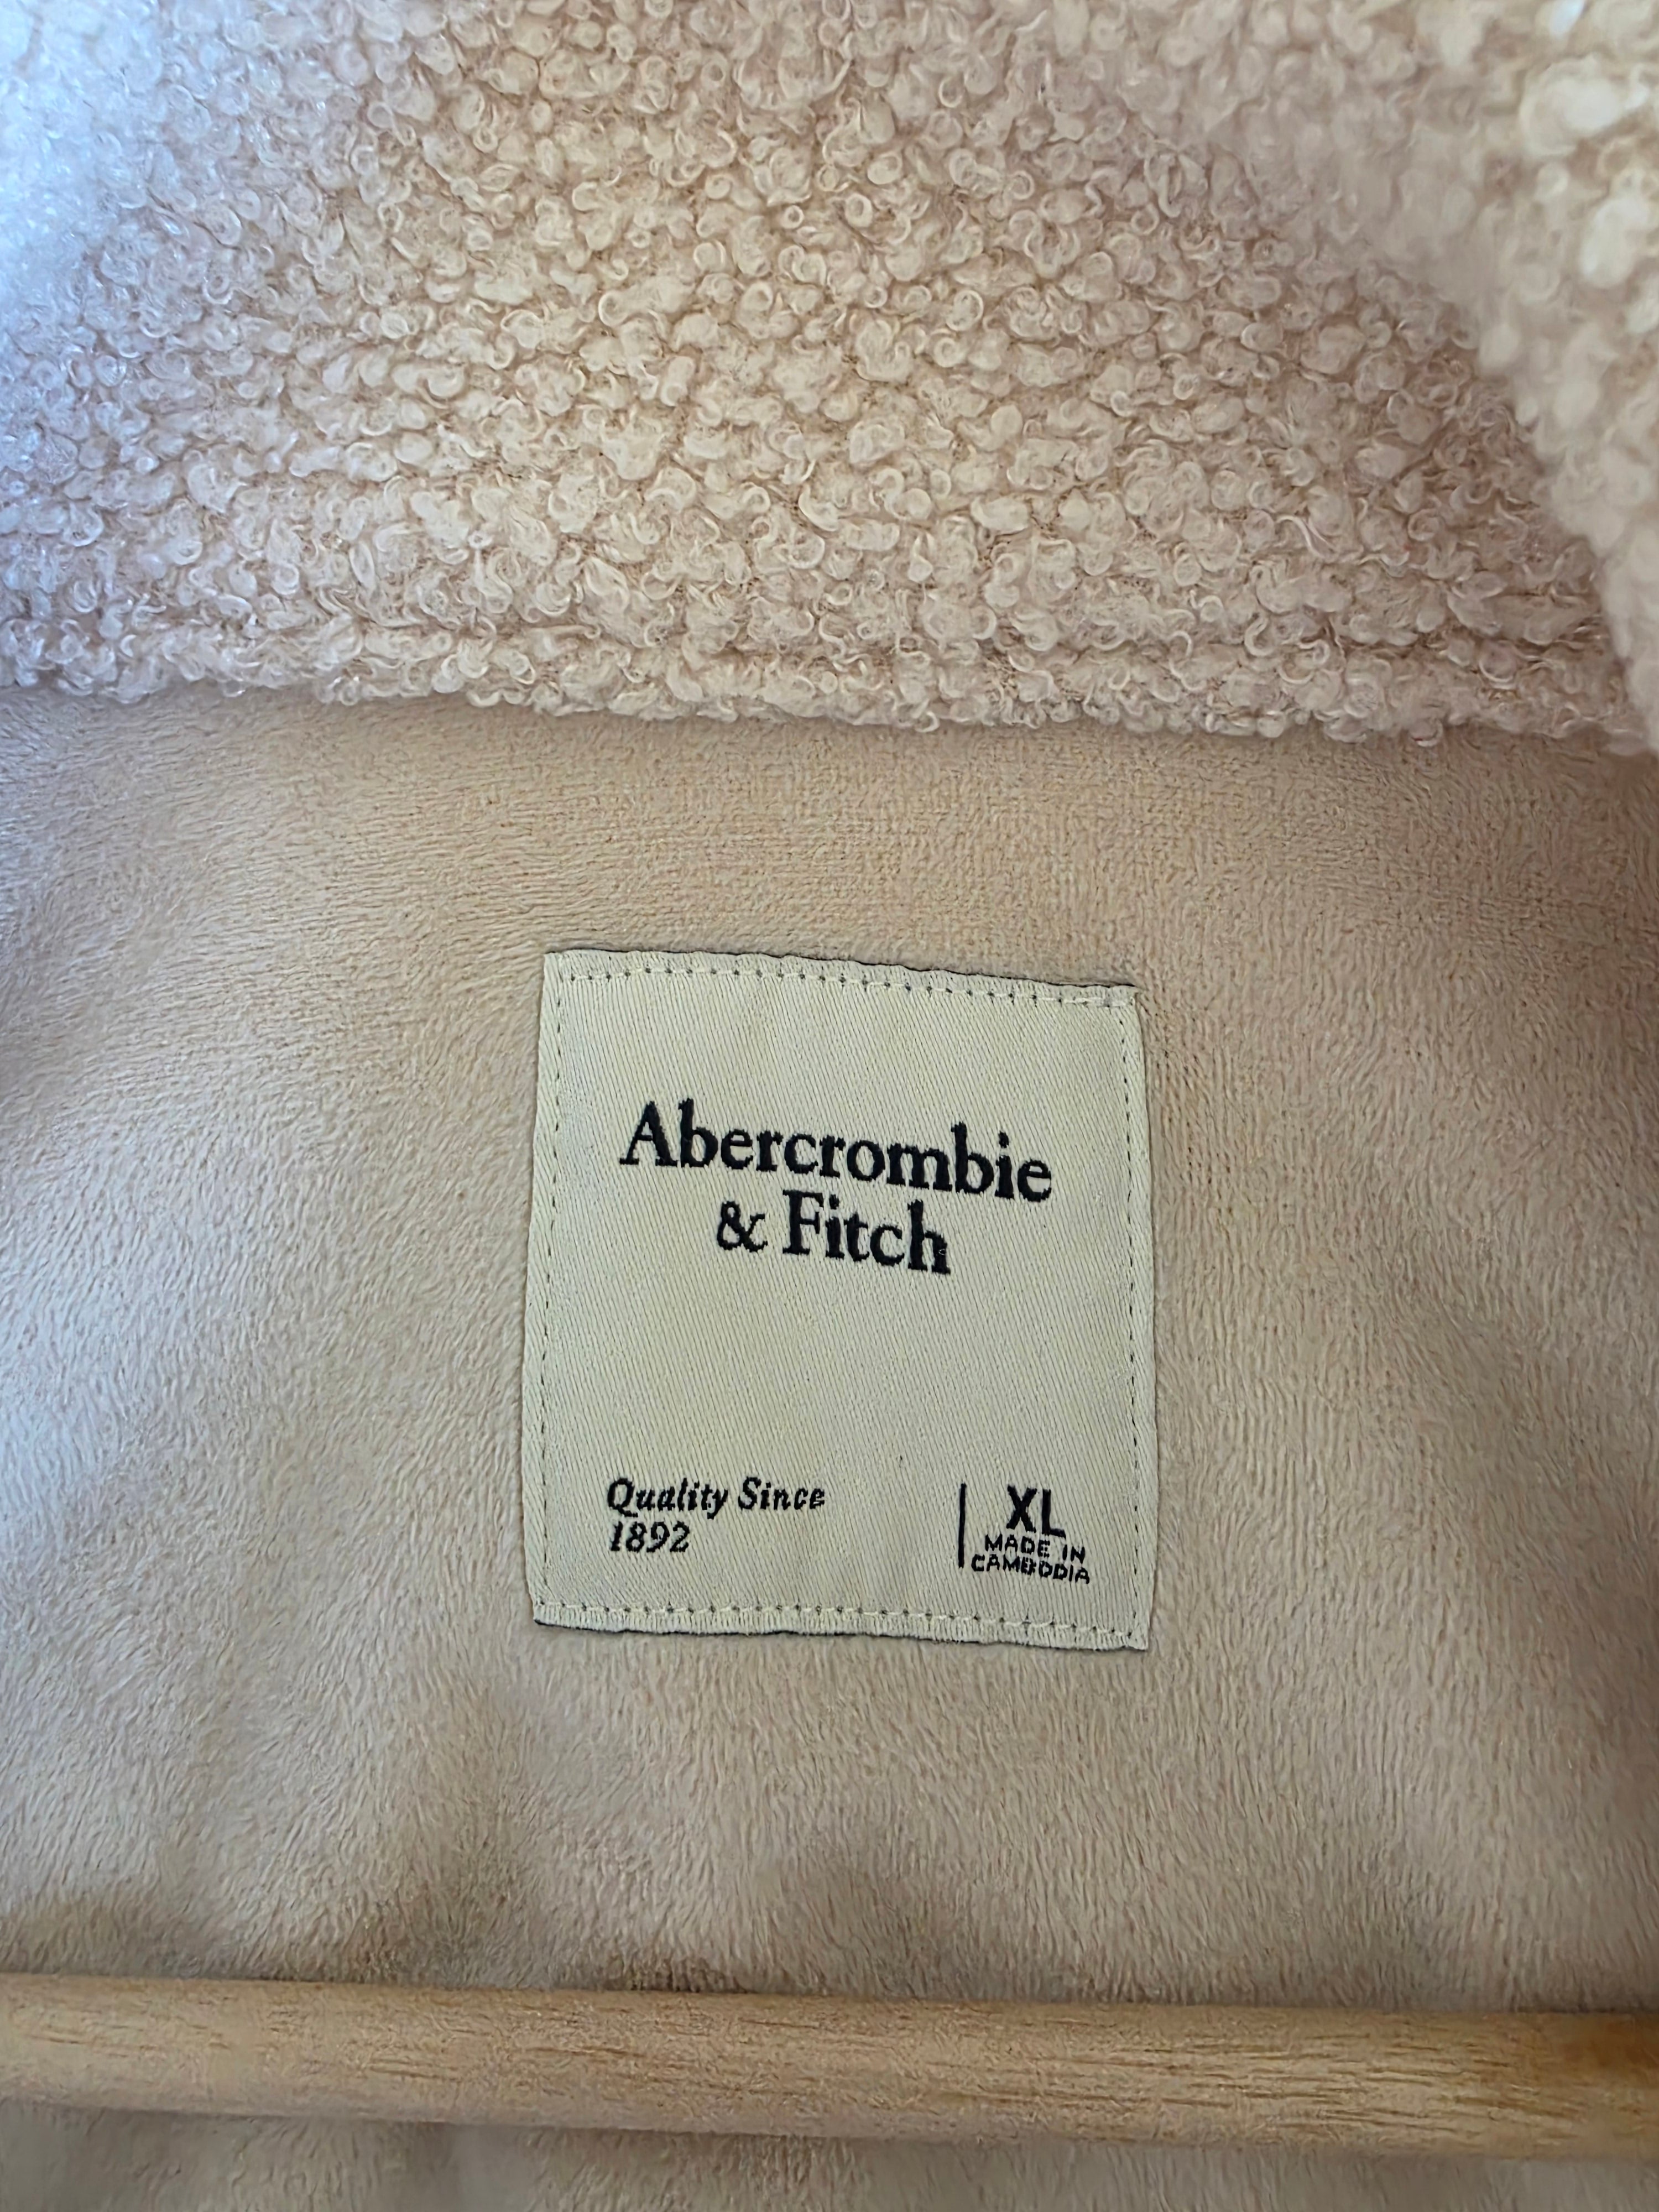 Abercrombie
& Fitch
Quality Since
1892
XL
MADE IN
CAMBODIA